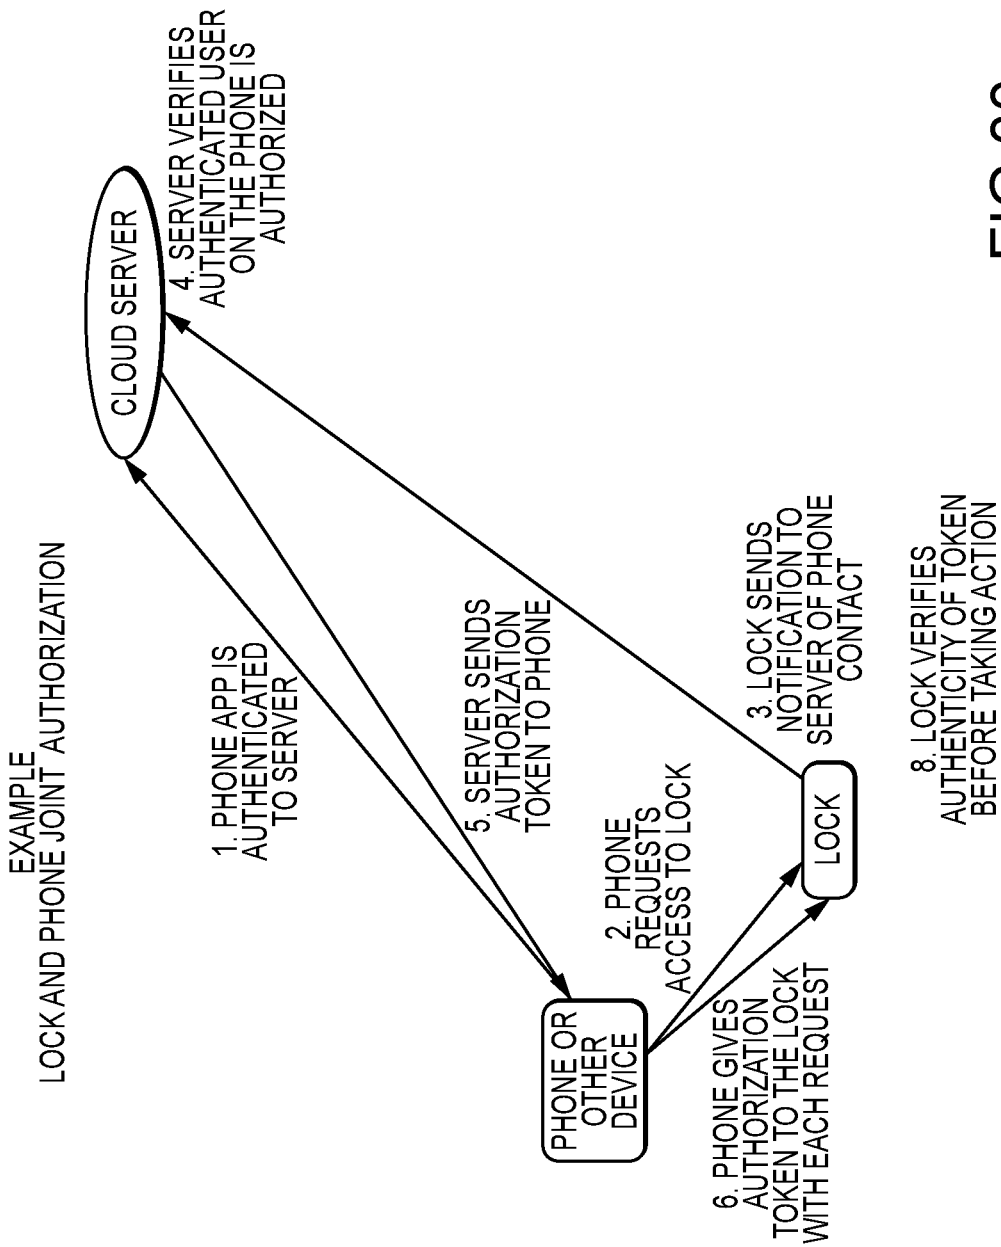 EXAMPLE
LOCK AND PHONE JOINT AUTHORIZATION
CLOUD SERVER
1. PHONE APP IS
AUTHENTICATED
TO SERVER
4. SERVER VERIFIES
AUTHENTICATED USER
ON THE PHONE IS
AUTHORIZED
5. SERVER SENDS
AUTHORIZATION
TOKEN TO PHONE
PHONE OR
OTHER
DEVICE
2. PHONE
REQUESTS
ACCESS TO LOCK
6. PHONE GIVES
AUTHORIZATION
TOKEN TO THE LOCK
WITH EACH REQUEST
LOCK
3. LOCK SENDS
NOTIFICATION TO
SERVER OF PHONE
CONTACT
8. LOCK VERIFIES
AUTHENTICITY OF TOKEN
BEFORE TAKING ACTION